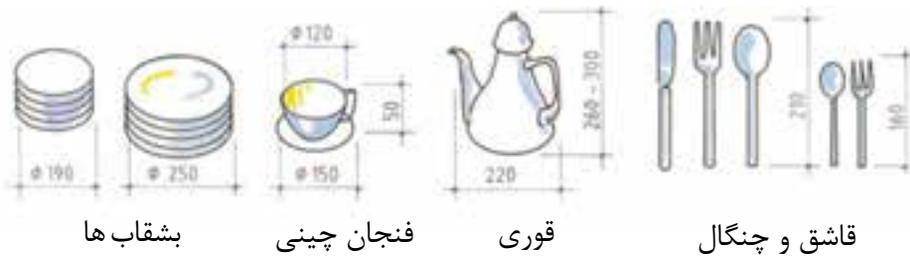 ϕ 120
50
260 - 300
210
160
ϕ 190
ϕ 250
ϕ 150
220
قاشق و چنگال
قوری
فنجان چینی
بشقاب ها